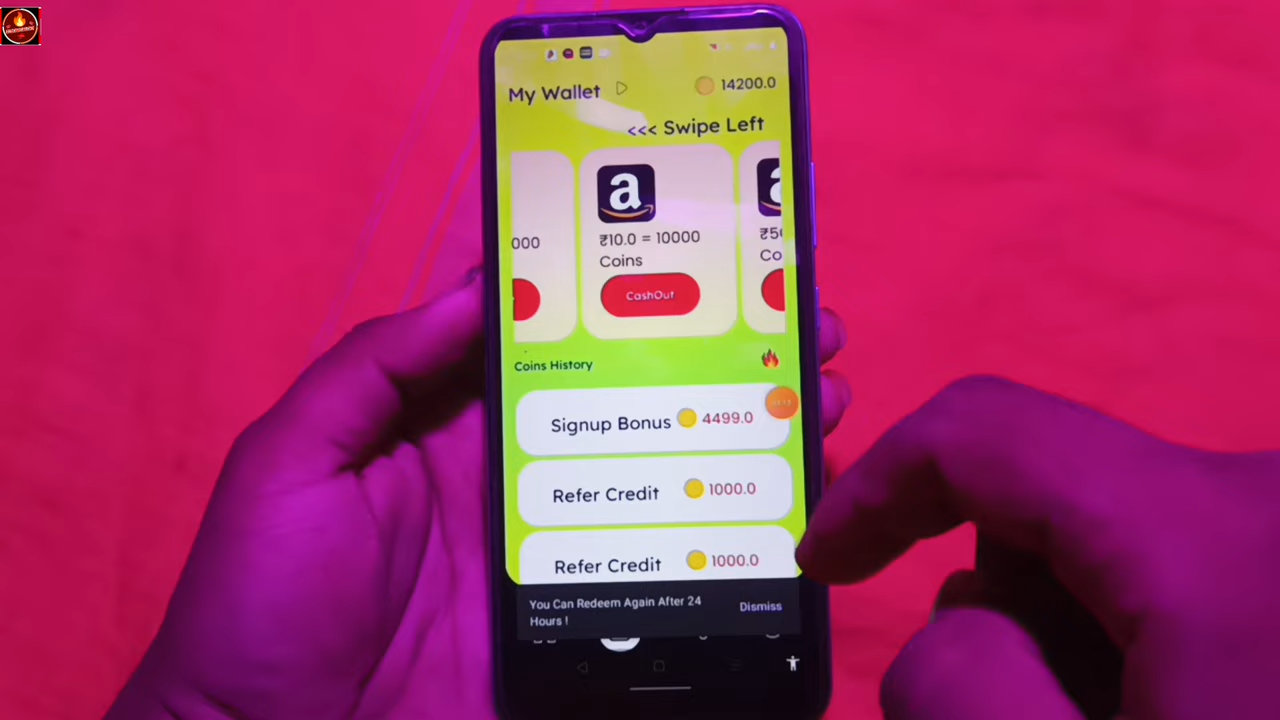 My Wallet
14200.0
<<< Swipe Left
000
₹10.0 = 10000
Coins
CashOut
Co
Coins History
Signup Bonus 4499.0
Refer Credit 1000.0
Refer Credit 1000.0
You Can Redeem Again After 24
Hours !
Dismiss